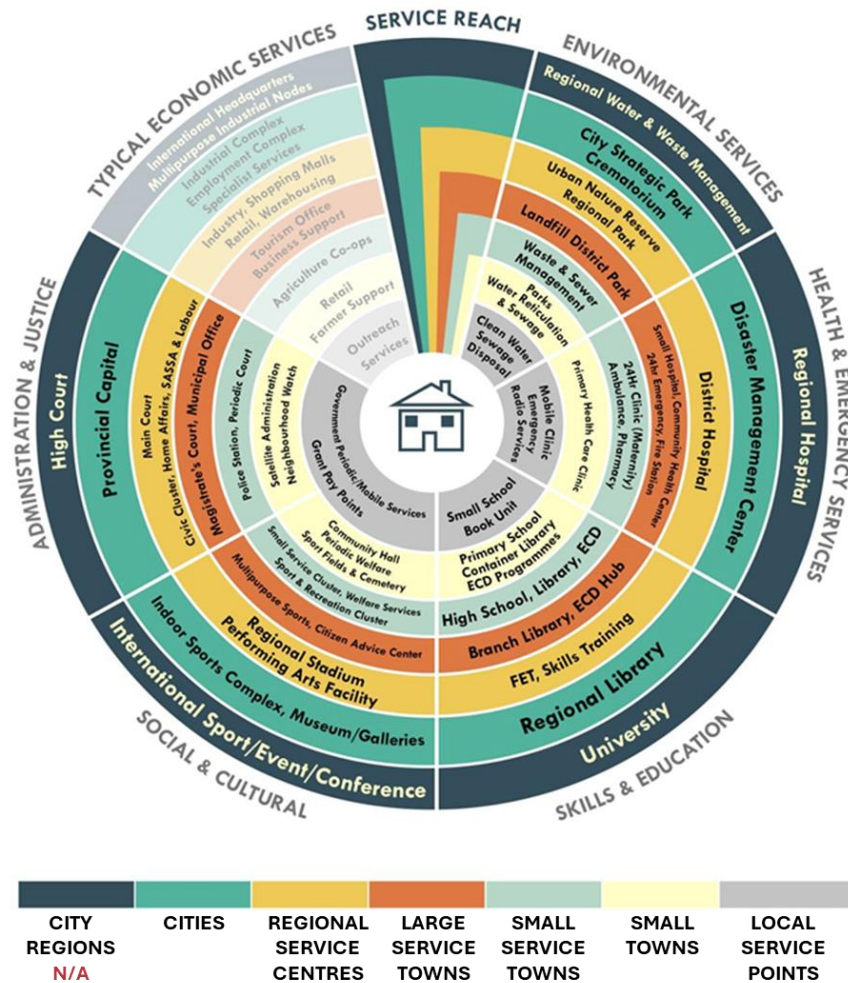 SERVICE REACH
ENVIRONMENTAL SERVICES
Regional Water & Waste Management
City Strategic Park
Crematorium
Urban Nature Reserve
Regional Park
Landfill District Park
Waste & Sewer
Management
Parks
Water Reticulation
& Sewage
Clean Water
Sewage
Disposal
HEALTH & EMERGENCY SERVICES
Regional Hospital
Disaster Management Center
District Hospital
Small Hospital, Community Health Center
24hr Emergency, Fire Station
24Hr Clinic (Maternity)
Ambulance, Pharmacy
Primary Health Care Clinic
Mobile Clinic
Emergency
Radio Services
SKILLS & EDUCATION
University
Regional Library
FET, Skills Training
Branch Library, ECD Hub
High School, Library, ECD
Primary School
Container Library
ECD Programmes
Small School
Book Unit
SOCIAL & CULTURAL
International Sport/Event/Conference
Indoor Sports Complex, Museum/Galleries
Regional Stadium
Performing Arts Facility
Multipurpose Sports, Citizen Advice Center
Small Service Cluster, Welfare Services
Sport & Recreation Cluster
Community Hall
Periodic Welfare
Sport Fields & Cemetery
Government Periodic/Mobile Services
Grant Pay Points
ADMINISTRATION & JUSTICE
High Court
Provincial Capital
Main Court
Civic Cluster, Home Affairs, SASSA & Labour
Magistrate's Court, Municipal Office
Police Station, Periodic Court
Satellite Administration
Neighbourhood Watch
TYPICAL ECONOMIC SERVICES
International Headquarters
Multipurpose Industrial Nodes
Industrial Complex
Employment Complex
Specialist Services
Industry, Shopping Malls
Retail, Warehousing
Tourism Office
Business Support
Agriculture Co-ops
Retail
Farmer Support
Outreach
Services
CITY
REGIONS
N/A
CITIES
REGIONAL
SERVICE
CENTRES
LARGE
SERVICE
TOWNS
SMALL
SERVICE
TOWNS
SMALL
TOWNS
LOCAL
SERVICE
POINTS